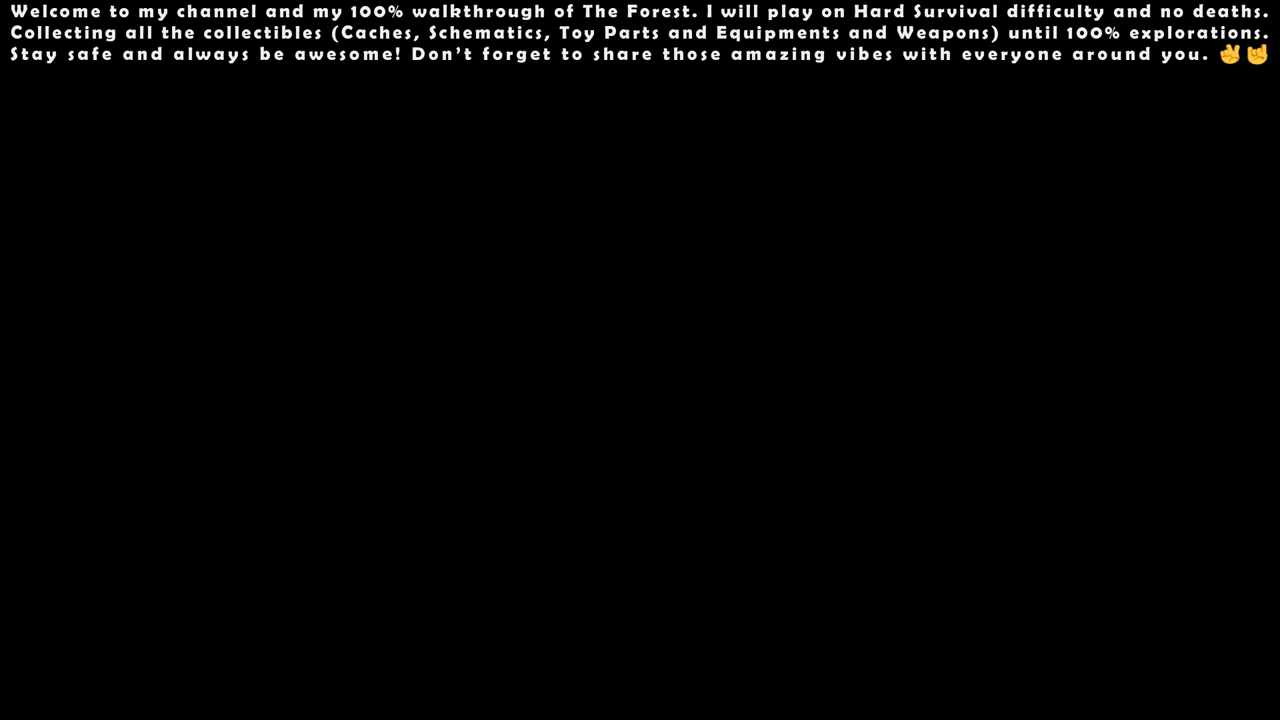 Welcome to my channel and my 100% walkthrough of The Forest. I will play on Hard Survival difficulty and no deaths.
Collecting all the collectibles (Caches, Schematics, Toy Parts and Equipments and Weapons) until 100% explorations.
Stay safe and always be awesome! Don’t forget to share those amazing vibes with everyone around you. ✌🤘